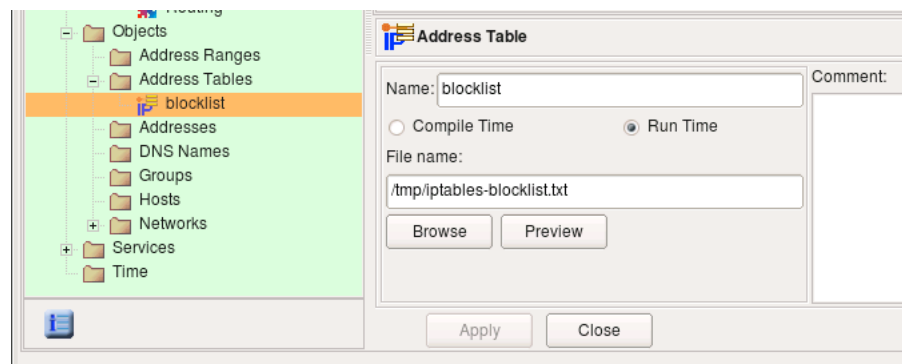 Routing
Objects
Address Ranges
Address Tables
blocklist
Addresses
DNS Names
Groups
Hosts
Networks
Services
Time
Address Table
Name: blocklist
Comment:
Compile Time Run Time
File name:
/tmp/iptables-blocklist.txt
Browse Preview
Apply Close